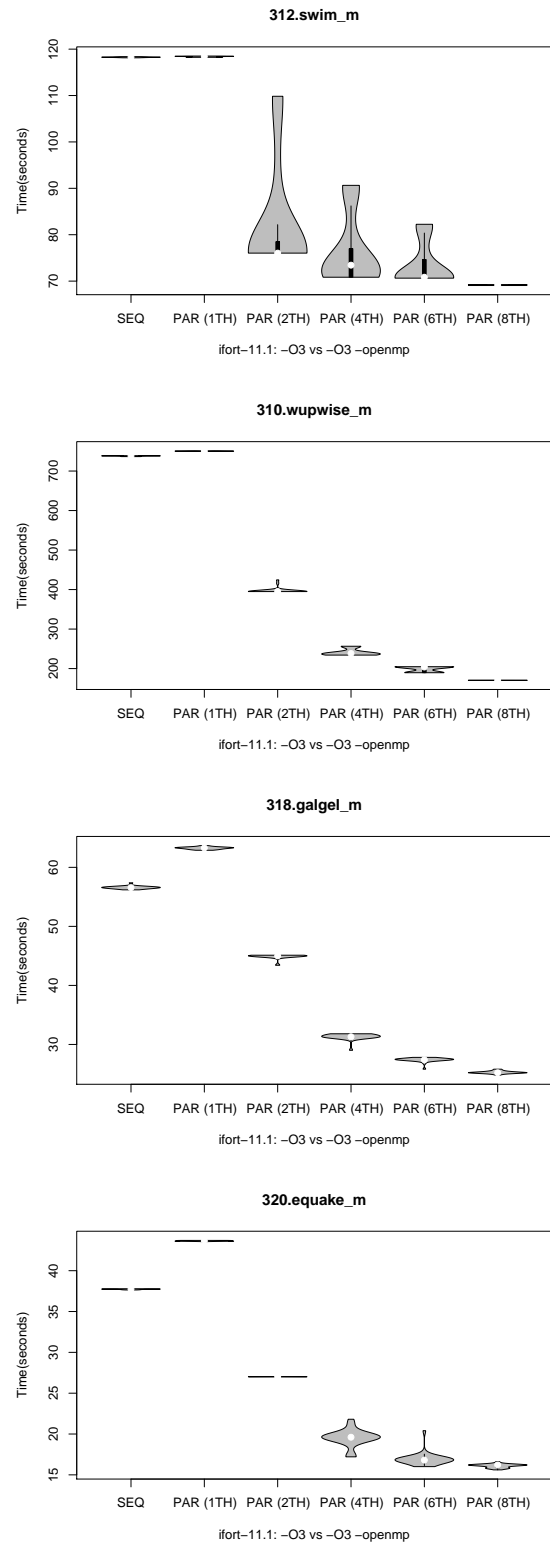 312.swim_m
Time(seconds)
120
100
90
80
70
SEQ PAR (1TH) PAR (2TH) PAR (4TH) PAR (6TH) PAR (8TH)
ifort−11.1: −O3 vs −O3 −openmp
310.wupwise_m
Time(seconds)
700
600
500
400
300
200
SEQ PAR (1TH) PAR (2TH) PAR (4TH) PAR (6TH) PAR (8TH)
ifort−11.1: −O3 vs −O3 −openmp
318.galgel_m
Time(seconds)
60
50
40
30
SEQ PAR (1TH) PAR (2TH) PAR (4TH) PAR (6TH) PAR (8TH)
ifort−11.1: −O3 vs −O3 −openmp
320.equake_m
Time(seconds)
40
35
30
25
20
15
SEQ PAR (1TH) PAR (2TH) PAR (4TH) PAR (6TH) PAR (8TH)
ifort−11.1: −O3 vs −O3 −openmp